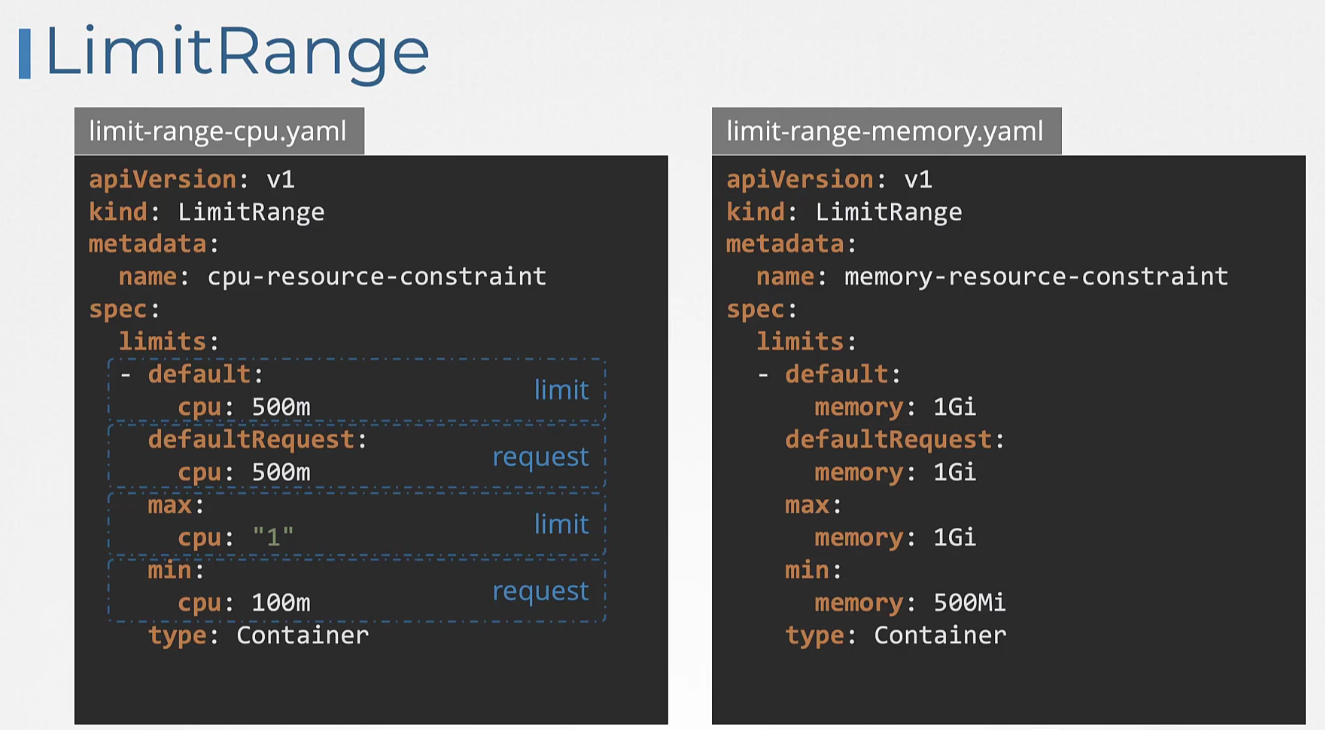 LimitRange
limit-range-cpu.yaml
apiVersion: v1
kind: LimitRange
metadata:
  name: cpu-resource-constraint
spec:
  limits:
  - default:
      cpu: 500m
limit
    defaultRequest:
      cpu: 500m
request
    max:
      cpu: "1"
limit
    min:
      cpu: 100m
request
    type: Container
limit-range-memory.yaml
apiVersion: v1
kind: LimitRange
metadata:
  name: memory-resource-constraint
spec:
  limits:
  - default:
      memory: 1Gi
    defaultRequest:
      memory: 1Gi
    max:
      memory: 1Gi
    min:
      memory: 500Mi
    type: Container